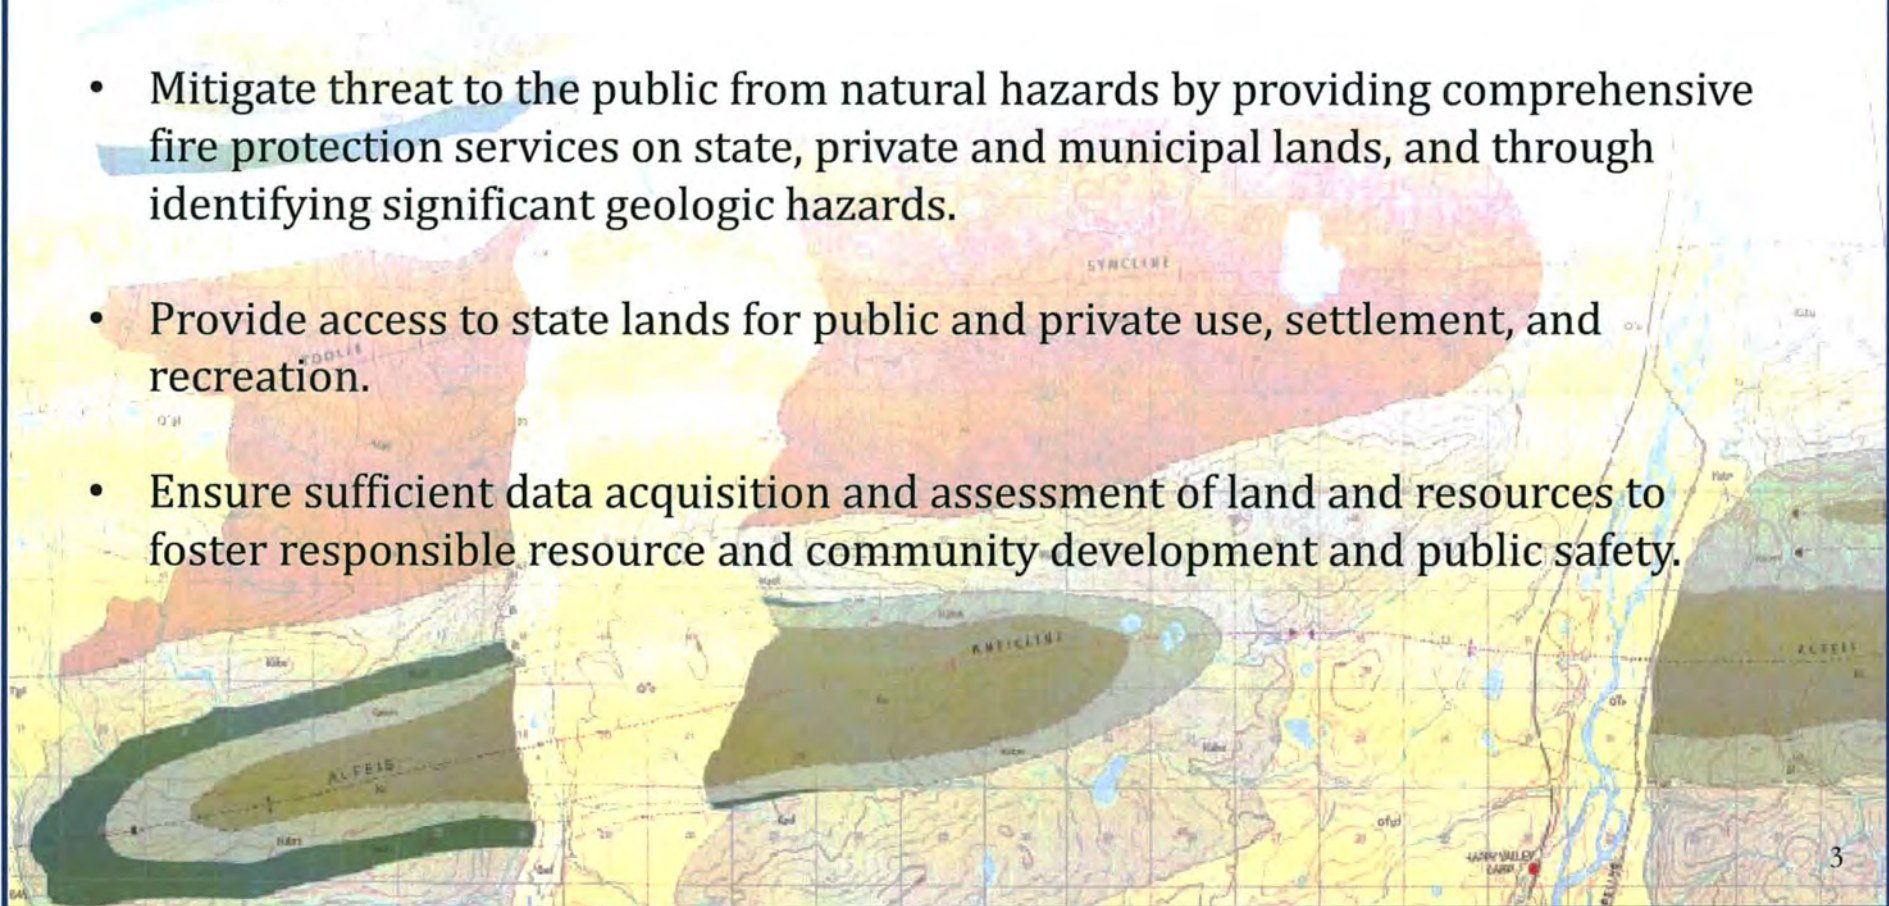 • Mitigate threat to the public from natural hazards by providing comprehensive
fire protection services on state, private and municipal lands, and through
identifying significant geologic hazards.
SYNCLINE
• Provide access to state lands for public and private use, settlement, and
recreation.
• Ensure sufficient data acquisition and assessment of land and resources to
foster responsible resource and community development and public safety.
ANTICLINE
HAPPY VALLEY
CAMP
3